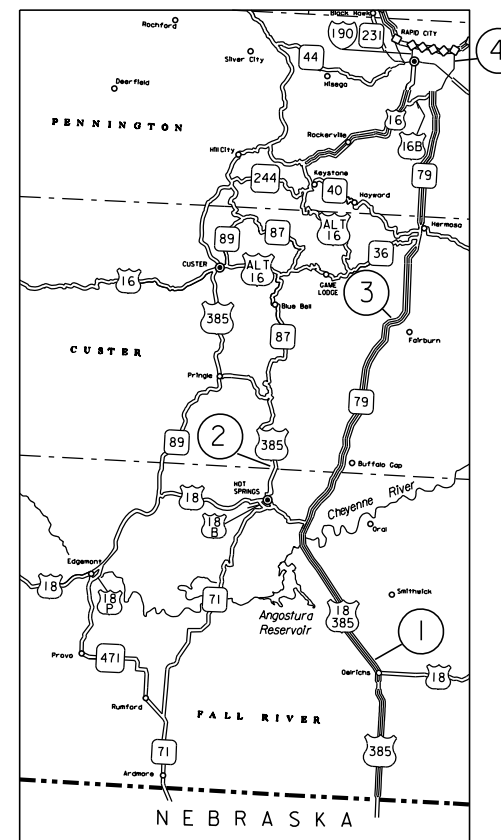 Black Hawk
Rochford
190
231
RAPID CITY
4
Silver City
44
Hisega
Deerfield
16
PENNINGTON
Rockerville
16B
Hill City
79
244
Keystone
40
Hayward
89
87
ALT
16
Hermosa
36
CUSTER
ALT
16
GAME
LODGE
16
3
385
Blue Bell
87
Fairburn
CUSTER
Pringle
79
89
2
385
Buffalo Gap
HOT
SPRINGS
18
Cheyenne River
18
B
Oral
Edgemont
18
18
P
71
Smithwick
18
385
Angostura
Reservoir
1
Provo
471
Oelrichs
18
Rumford
FALL RIVER
71
385
Ardmore
NEBRASKA